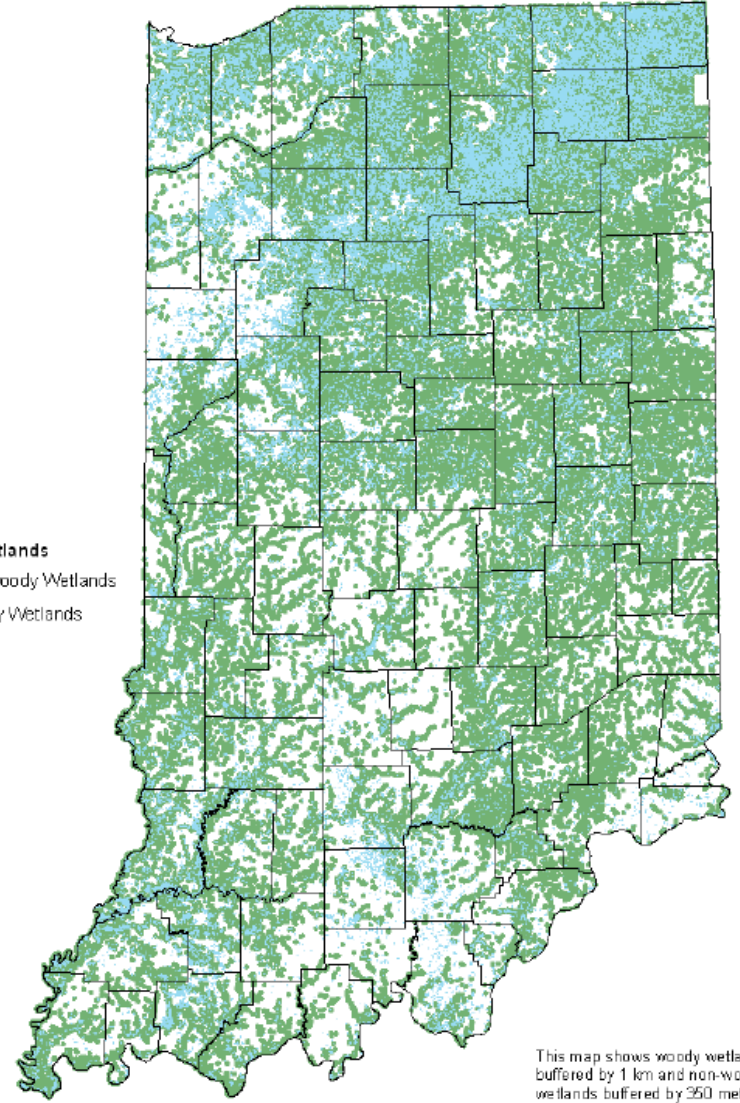 tlands
oody Wetlands
y Wetlands
This map shows woody wetla
buffered by 1 km and non-wo
wetlands buffered by 350 met